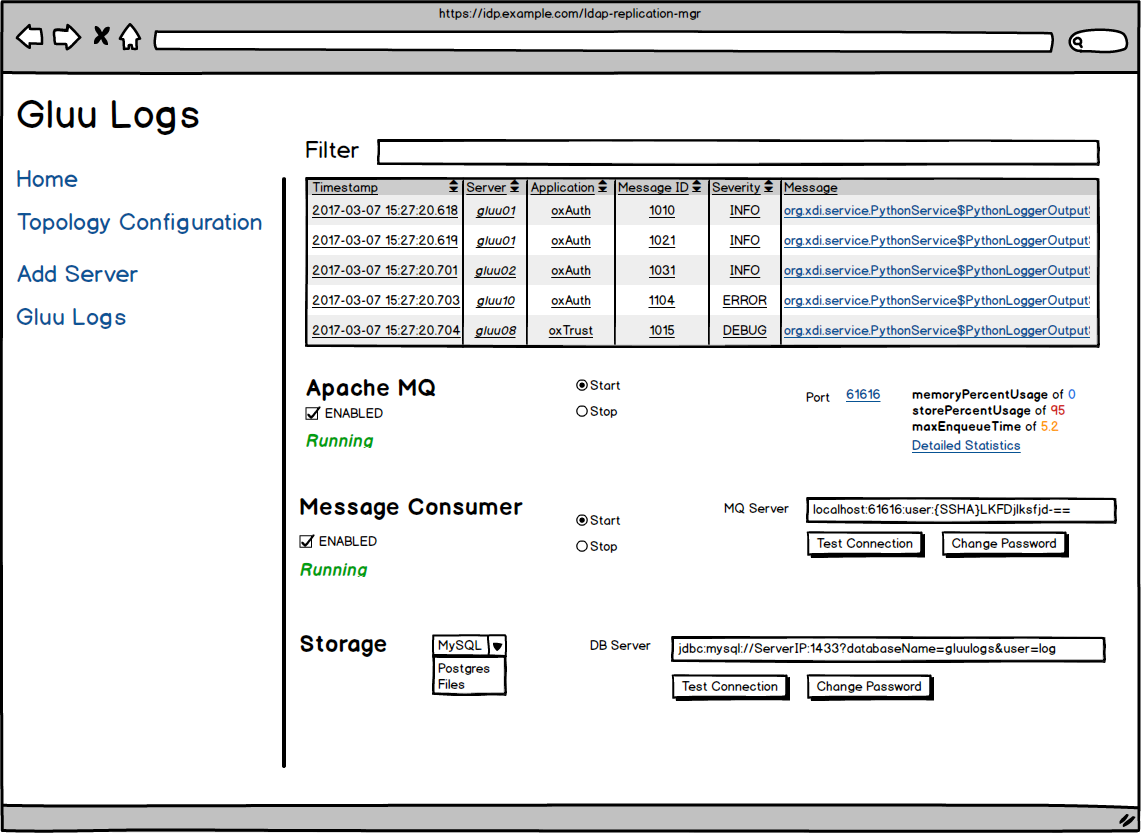 https://idp.example.com/ldap-replication-mgr
Gluu Logs
Home
Topology Configuration
Add Server
Gluu Logs
Filter
Timestamp Server Application Message ID Severity Message
2017-03-07 15:27:20.618 gluu01 oxAuth 1010 INFO org.xdi.service.PythonService$PythonLoggerOutputS
2017-03-07 15:27:20.619 gluu01 oxAuth 1021 INFO org.xdi.service.PythonService$PythonLoggerOutputS
2017-03-07 15:27:20.701 gluu02 oxAuth 1031 INFO org.xdi.service.PythonService$PythonLoggerOutputS
2017-03-07 15:27:20.703 gluu10 oxAuth 1104 ERROR org.xdi.service.PythonService$PythonLoggerOutputS
2017-03-07 15:27:20.704 gluu08 oxTrust 1015 DEBUG org.xdi.service.PythonService$PythonLoggerOutputS
Apache MQ
ENABLED
Running
Start
Stop
Port 61616
memoryPercentUsage of 0
storePercentUsage of 95
maxEnqueueTime of 5.2
Detailed Statistics
Message Consumer
ENABLED
Running
Start
Stop
MQ Server localhost:61616:user:{SSHA}LKFDjlksfjd-==
Test Connection Change Password
Storage
MySQL
Postgres
Files
DB Server jdbc:mysql://ServerIP:1433?databaseName=gluulogs&user=log
Test Connection Change Password